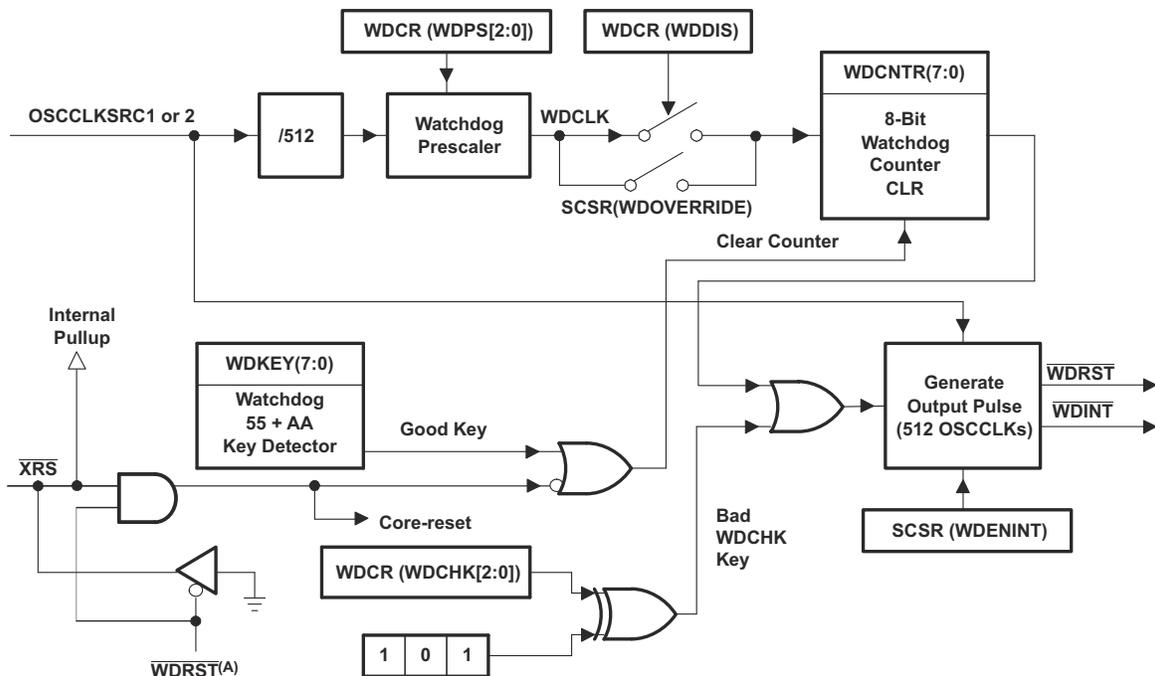 WDCR (WDPS[2:0])
WDCR (WDDIS)
WDCNTR(7:0)
OSCCLKSRC1 or 2
/512
Watchdog
Prescaler
WDCLK
8-Bit
Watchdog
Counter
CLR
SCSR(WDOVERRIDE)
Clear Counter
Internal
Pullup
WDKEY(7:0)
Watchdog
55 + AA
Key Detector
Good Key
Generate
Output Pulse
(512 OSCCLKs)
WDRST
WDINT
XRS
Core-reset
Bad
WDCHK
Key
SCSR (WDENINT)
WDCR (WDCHK[2:0])
1 0 1
WDRST(A)